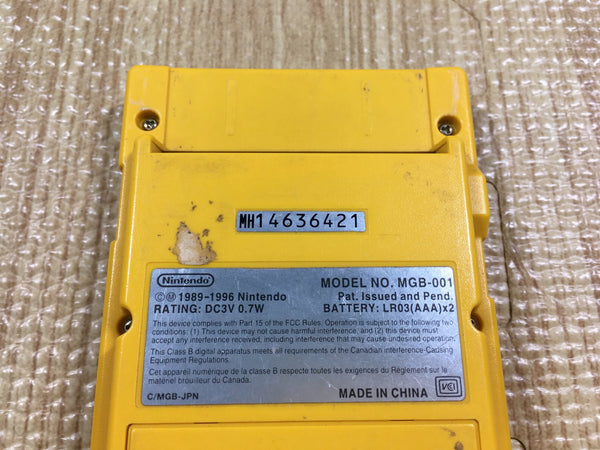 MH14636421
Nintendo
MODEL NO. MGB-001
©Ⓜ 1989-1996 Nintendo
Pat. Issued and Pend.
RATING: DC3V 0.7W
BATTERY: LR03(AAA)x2
This device complies with Part 15 of the FCC Rules. Operation is subject to the following two
conditions: (1) This device may not cause harmful interference, and (2) this device must
accept any interference received, including interference that may cause undesired operation.
This Class B digital apparatus meets all requirements of the Canadian Interference-Causing
Equipment Regulations.
Cet appareil numérique de la classe B respecte toutes les exigences du Règlement sur le
matériel brouilleur du Canada.
C/MGB-JPN
MADE IN CHINA
VCI